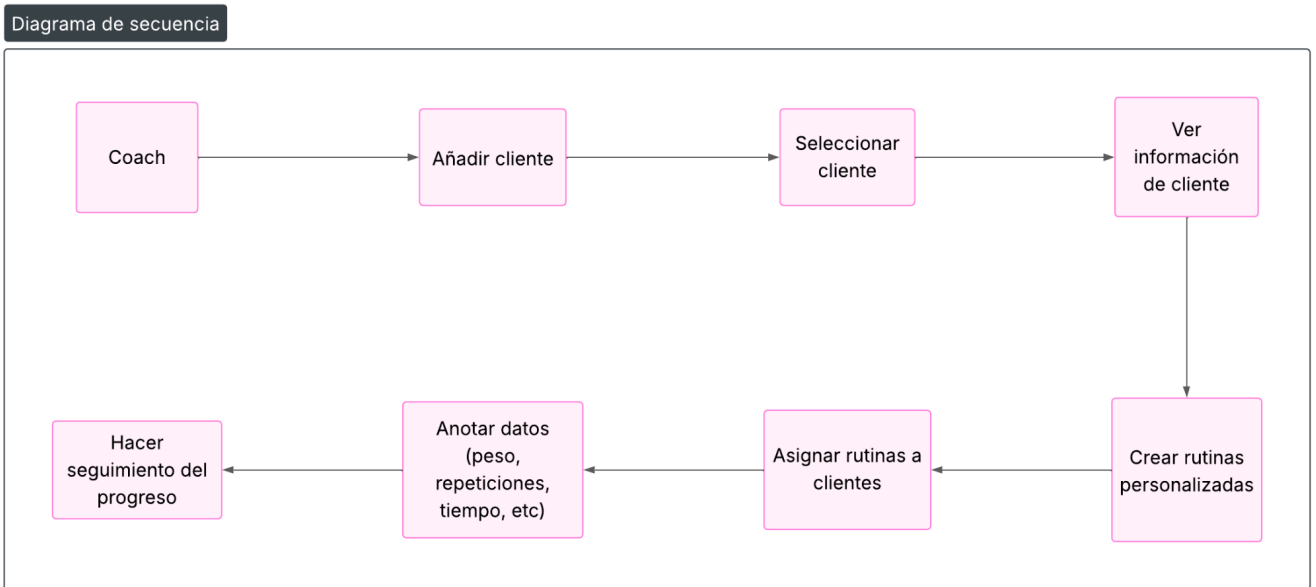 Diagrama de secuencia
Coach
Añadir cliente
Seleccionar
cliente
Ver
información
de cliente
Crear rutinas
personalizadas
Asignar rutinas a
clientes
Anotar datos
(peso,
repeticiones,
tiempo, etc)
Hacer
seguimiento del
progreso